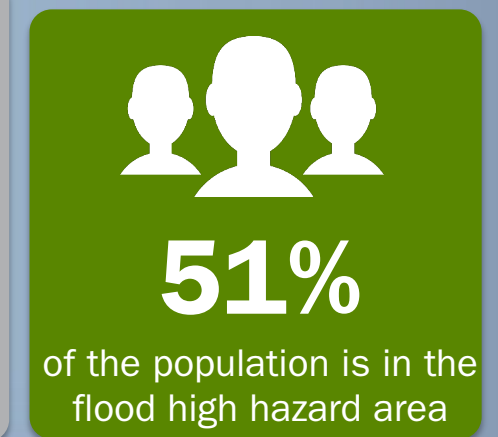 51%
of the population is in the
flood high hazard area